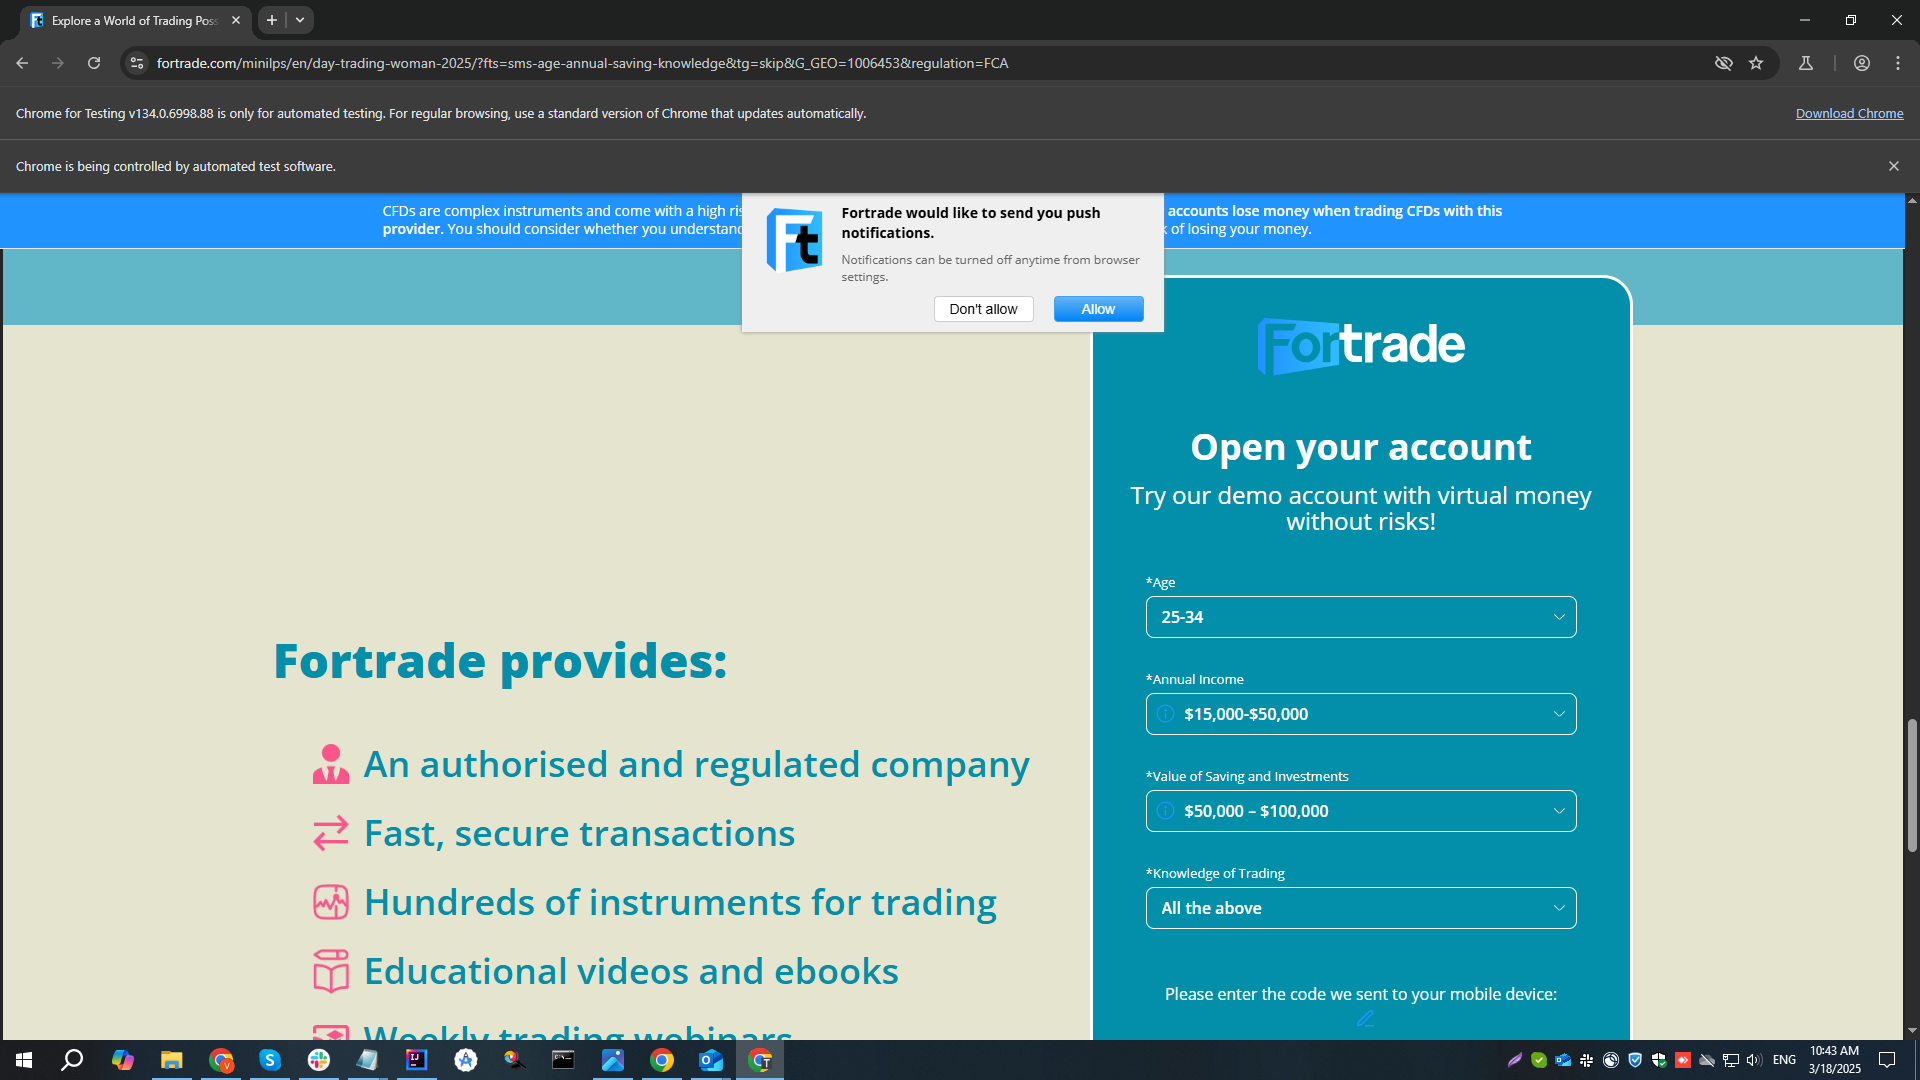 Explore a World of Trading Poss
fortrade.com/minilps/en/day-trading-woman-2025/?fts=sms-age-annual-saving-knowledge&tg=skip&G_GEO=1006453&regulation=FCA
Chrome for Testing v134.0.6998.88 is only for automated testing. For regular browsing, use a standard version of Chrome that updates automatically.
Download Chrome
Chrome is being controlled by automated test software.
CFDs are complex instruments and come with a high ris
accounts lose money when trading CFDs with this
provider. You should consider whether you understand
of losing your money.
Ft
Fortrade would like to send you push
notifications.
Notifications can be turned off anytime from browser
settings.
Don't allow
Allow
Fortrade
Open your account
Try our demo account with virtual money
without risks!
*Age
25-34
*Annual Income
$15,000-$50,000
*Value of Saving and Investments
$50,000 – $100,000
*Knowledge of Trading
All the above
Please enter the code we sent to your mobile device:
Fortrade provides:
An authorised and regulated company
Fast, secure transactions
Hundreds of instruments for trading
Educational videos and ebooks
Weekly trading webinars
ENG
10:43 AM
3/18/2025